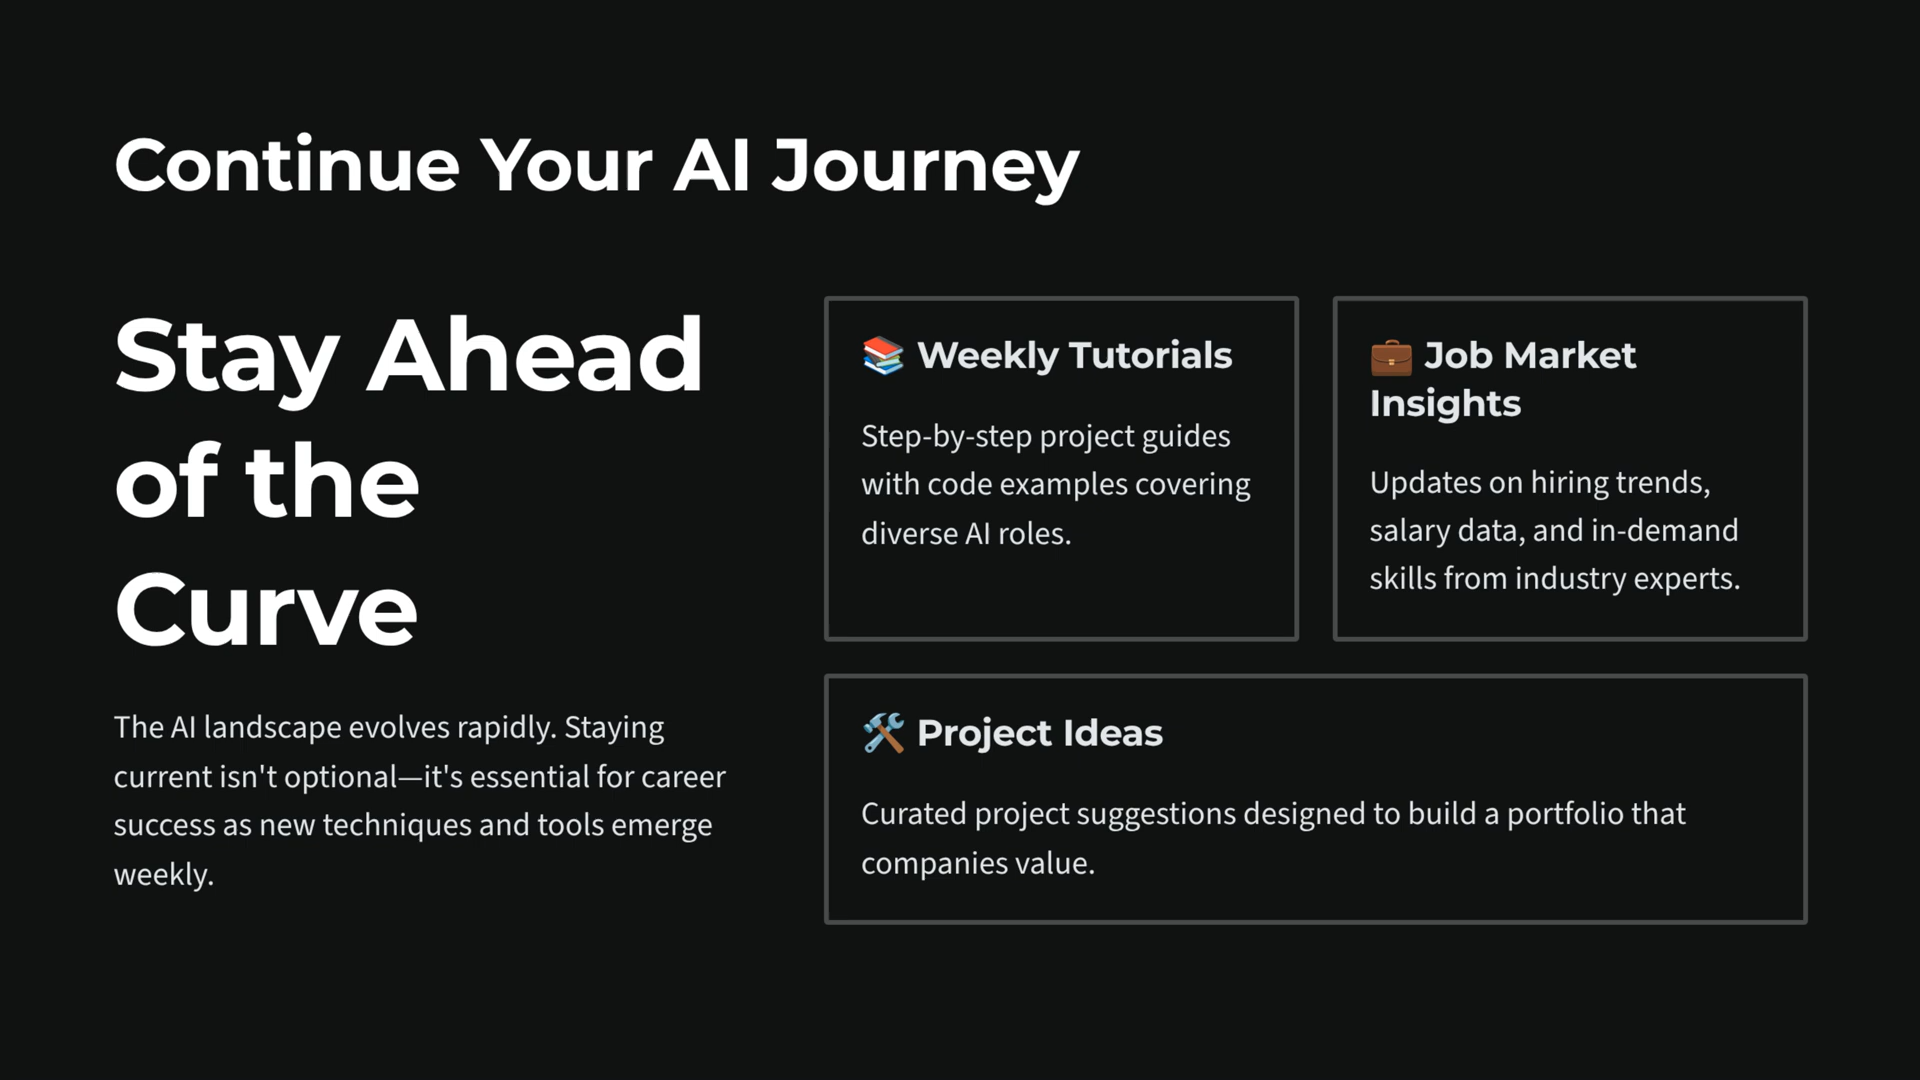 Continue Your AI Journey
Stay Ahead
of the
Curve
The AI landscape evolves rapidly. Staying
current isn't optional—it's essential for career
success as new techniques and tools emerge
weekly.
📚 Weekly Tutorials
Step-by-step project guides
with code examples covering
diverse AI roles.
💼 Job Market
Insights
Updates on hiring trends,
salary data, and in-demand
skills from industry experts.
🛠️ Project Ideas
Curated project suggestions designed to build a portfolio that
companies value.